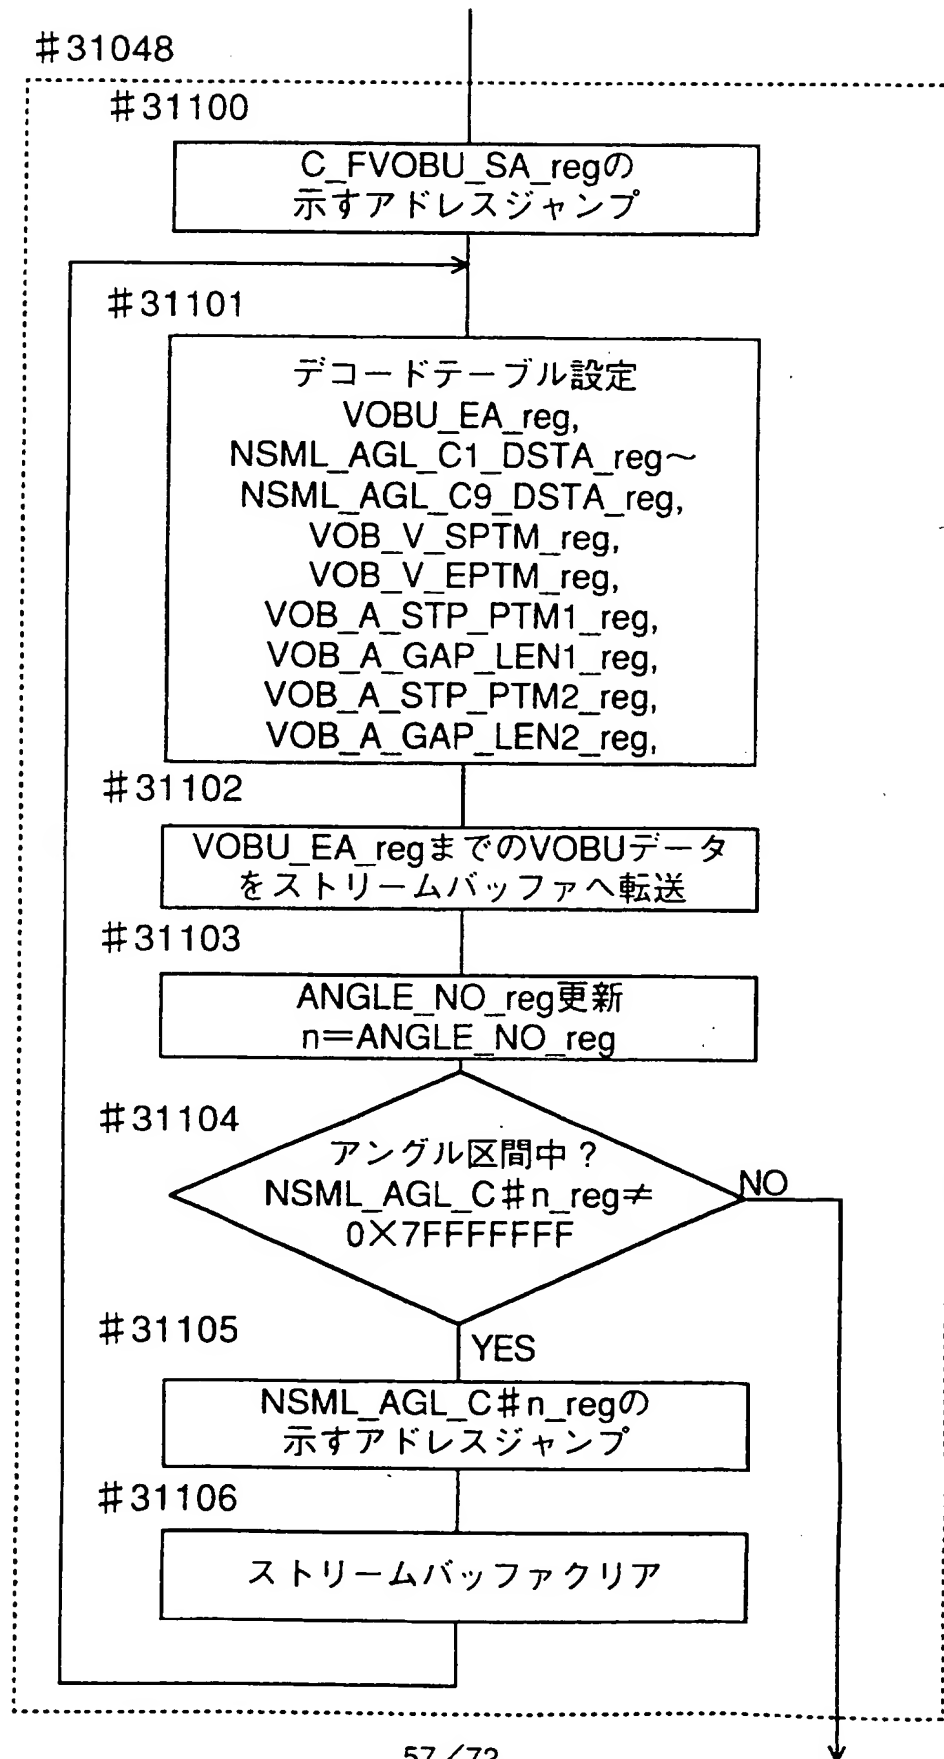 #31048
#31100
C_FVOBU_SA_regの
示すアドレスジャンプ
#31101
デコードテーブル設定
VOBU_EA_reg,
NSML_AGL_C1_DSTA_reg～
NSML_AGL_C9_DSTA_reg,
VOB_V_SPTM_reg,
VOB_V_EPTM_reg,
VOB_A_STP_PTM1_reg,
VOB_A_GAP_LEN1_reg,
VOB_A_STP_PTM2_reg,
VOB_A_GAP_LEN2_reg,
#31102
VOBU_EA_regまでのVOBUデータ
をストリームバッファへ転送
#31103
ANGLE_NO_reg更新
n=ANGLE_NO_reg
#31104
アングル区間中？
NSML_AGL_C#n_reg≠
0X7FFFFFFF
NO
#31105
YES
NSML_AGL_C#n_regの
示すアドレスジャンプ
#31106
ストリームバッファクリア
57/72